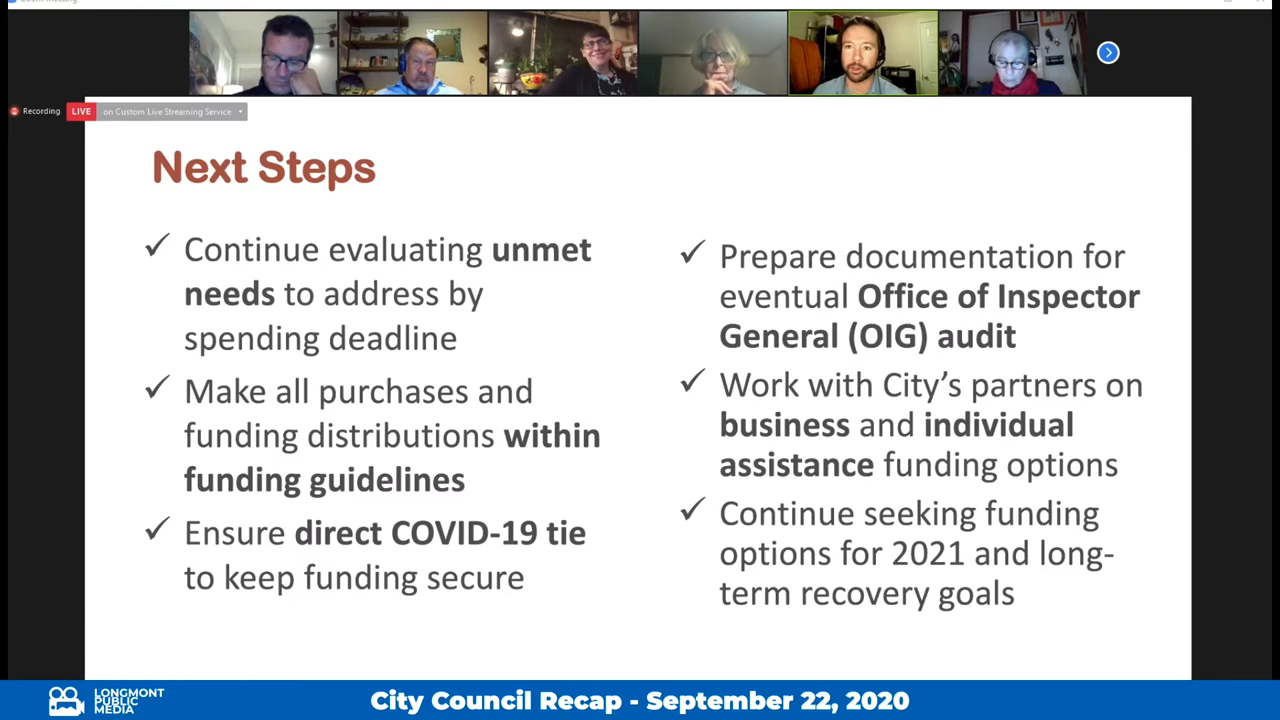 Zoom Meeting
Recording
LIVE
on Custom Live Streaming Service
Next Steps
✓ Continue evaluating unmet
needs to address by
spending deadline
✓ Make all purchases and
funding distributions within
funding guidelines
✓ Ensure direct COVID-19 tie
to keep funding secure
✓ Prepare documentation for
eventual Office of Inspector
General (OIG) audit
✓ Work with City’s partners on
business and individual
assistance funding options
✓ Continue seeking funding
options for 2021 and long-
term recovery goals
LONGMONT
PUBLIC
MEDIA
City Council Recap - September 22, 2020